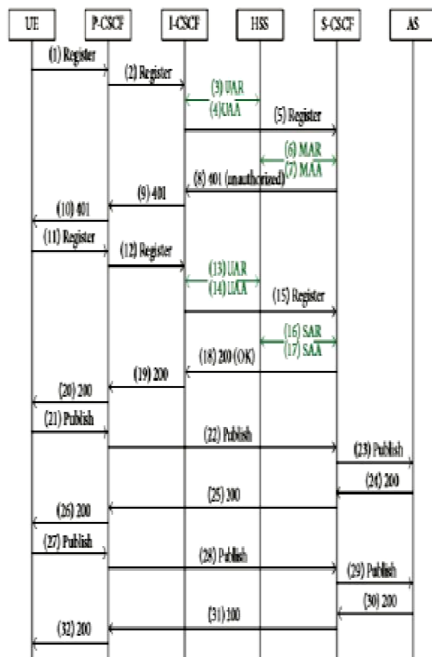 UE P-CSCF I-CSCF HSS S-CSCF AS
(1) Register
(2) Register
(3) UAR
(4)UAA
(5) Register
(6) MAR
(7) MAA
(8) 401 (unauthorized)
(9) 401
(10) 401
(11) Register
(12) Register
(13) UAR
(14) UAA
(15) Register
(16) SAR
(17) SAA
(18) 200 (OK)
(19) 200
(20) 200
(21) Publish
(22) Publish
(23) Publish
(24) 200
(25) 200
(26) 200
(27) Publish
(28) Publish
(29) Publish
(30) 200
(31) 200
(32) 200